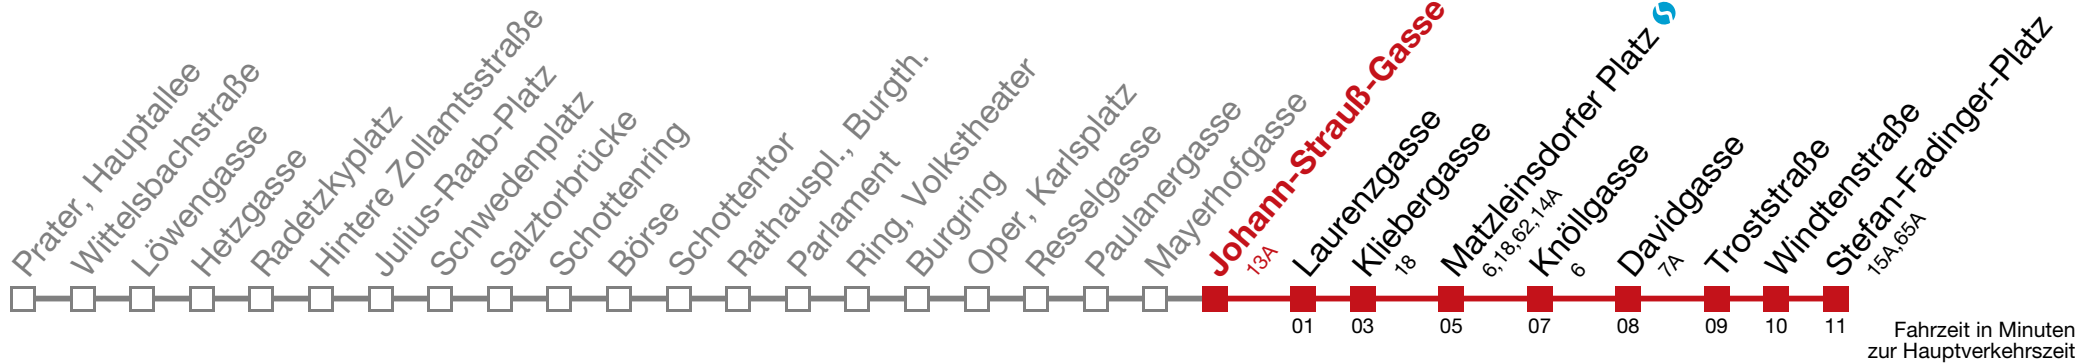 Prater, Hauptallee
Wittelsbachstraße
Löwengasse
Hetzgasse
Radetzkyplatz
Hintere Zollamtsstraße
Julius-Raab-Platz
Schwedenplatz
Salztorbrücke
Schottenring
Börse
Schottentor
Rathauspl., Burgth.
Parlament
Ring, Volkstheater
Burgring
Oper, Karlsplatz
Resselgasse
Paulanergasse
Mayerhofgasse
Johann-Strauß-Gasse
13A
Laurenzgasse
Kliebergasse
18
Matzleinsdorfer Platz
6, 18, 62, 14A
Knöllgasse
6
Davidgasse
7A
Troststraße
Windtenstraße
Stefan-Fadinger-Platz
15A, 65A
01 03 05 07 08 09 10 11
Fahrzeit in Minuten
zur Hauptverkehrszeit